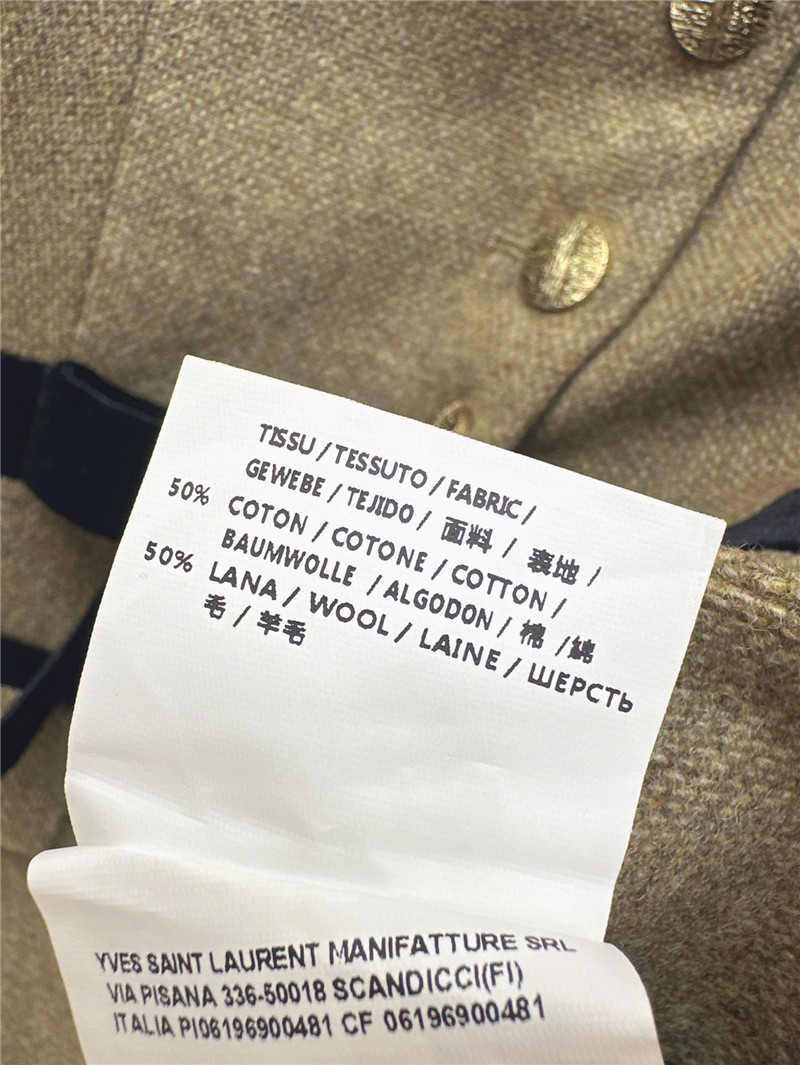 TISSU / TESSUTO / FABRIC /
GEWEBE / TEJIDO / 面料 / 表地 /
50% COTON / COTONE / COTTON /
BAUMWOLLE / ALGODON / 棉 / 綿
50% LANA / WOOL / LAINE / ШЕРСТЬ
毛 / 羊毛
YVES SAINT LAURENT MANIFATTURE SRL
VIA PISANA 336-50018 SCANDICCI(FI)
ITALIA PI06196900481 CF 06196900481